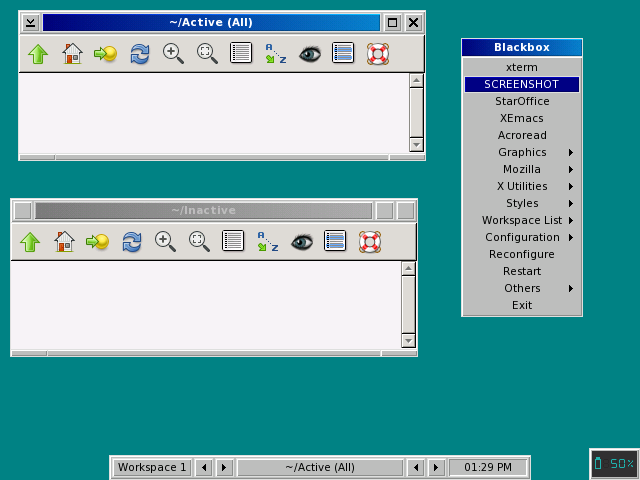 ~/Active (All)
A
Z
~/Inactive
A
Z
Blackbox
xterm
SCREENSHOT
StarOffice
XEmacs
Acroread
Graphics
Mozilla
X Utilities
Styles
Workspace List
Configuration
Reconfigure
Restart
Others
Exit
Workspace 1
~/Active (All)
01:29 PM
50%